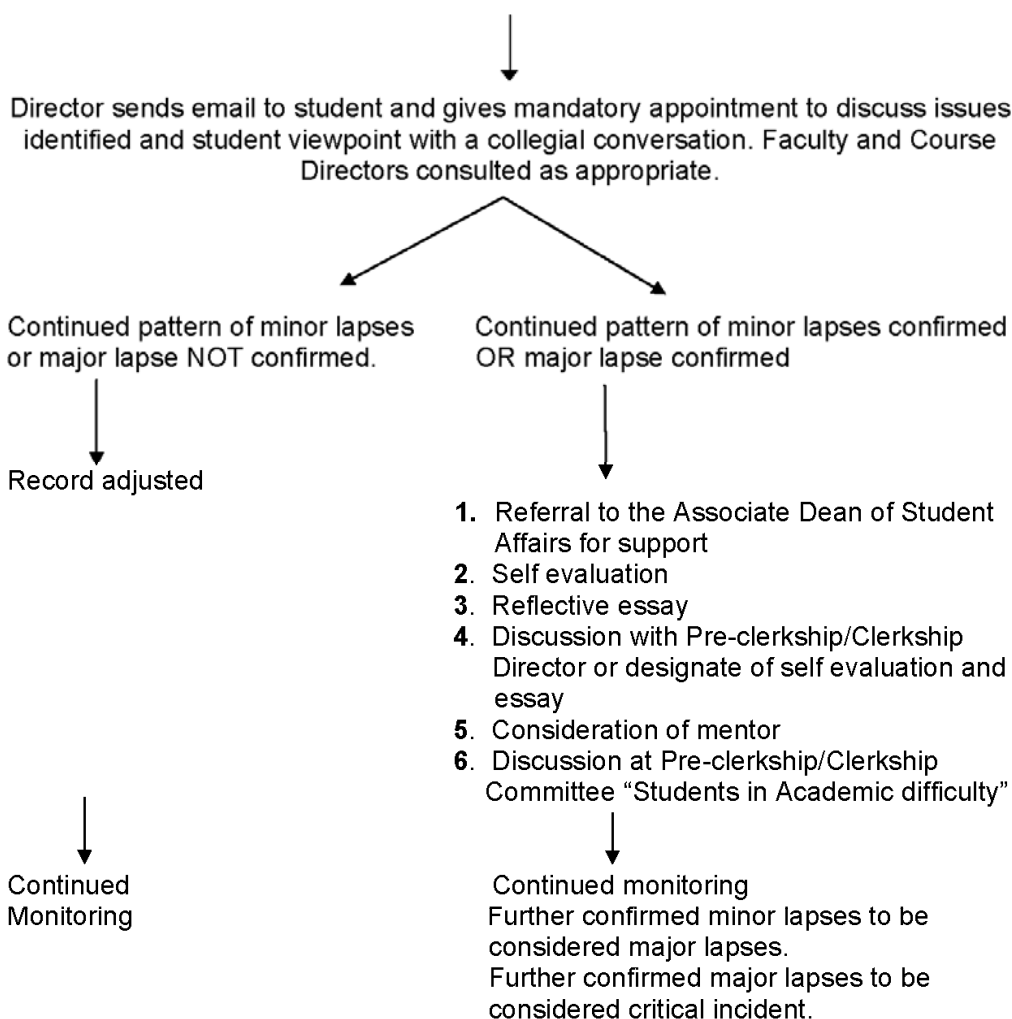 Director sends email to student and gives mandatory appointment to discuss issues
identified and student viewpoint with a collegial conversation. Faculty and Course
Directors consulted as appropriate.
Continued pattern of minor lapses
or major lapse NOT confirmed.
Continued pattern of minor lapses confirmed
OR major lapse confirmed
Record adjusted
1. Referral to the Associate Dean of Student
Affairs for support
2. Self evaluation
3. Reflective essay
4. Discussion with Pre-clerkship/Clerkship
Director or designate of self evaluation and
essay
5. Consideration of mentor
6. Discussion at Pre-clerkship/Clerkship
Committee “Students in Academic difficulty”
Continued
Monitoring
Continued monitoring
Further confirmed minor lapses to be
considered major lapses.
Further confirmed major lapses to be
considered critical incident.